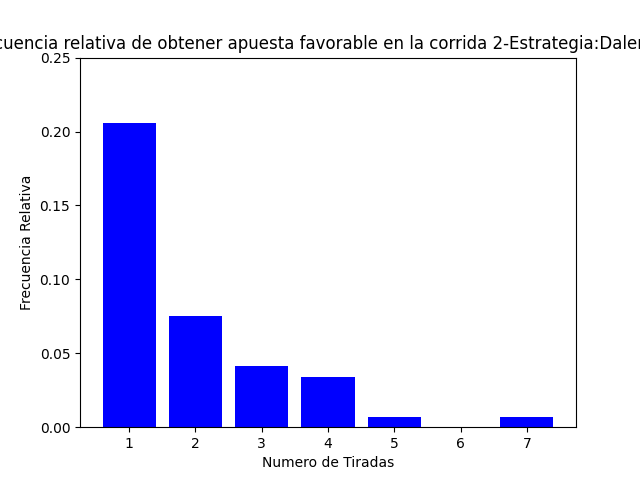 cuencia relativa de obtener apuesta favorable en la corrida 2-Estrategia:Daler
0.25
0.20
0.15
0.10
0.05
0.00
Frecuencia Relativa
1 2 3 4 5 6 7
Numero de Tiradas